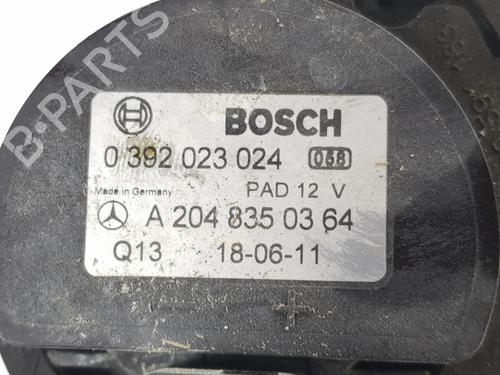 BOSCH
0 392 023 024 058
Made in Germany PAD 12 V
A 204 835 03 64
Q13 18-06-11
B-PARTS